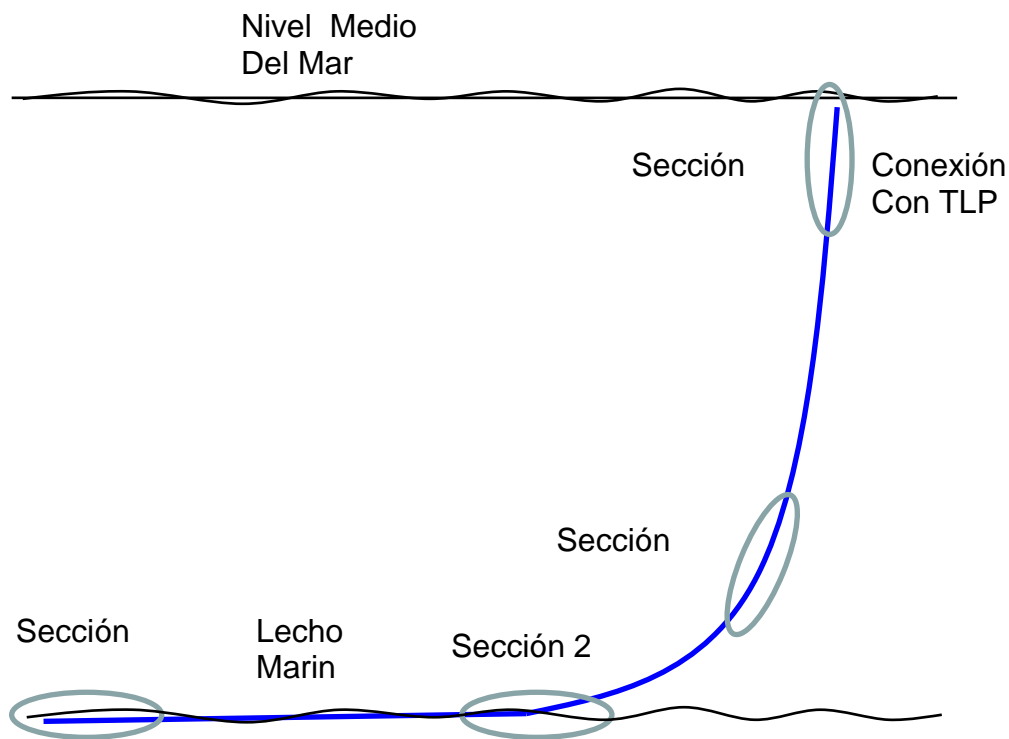 Nivel Medio
Del Mar
Sección
Conexión
Con TLP
Sección
Sección
Lecho
Marin
Sección 2